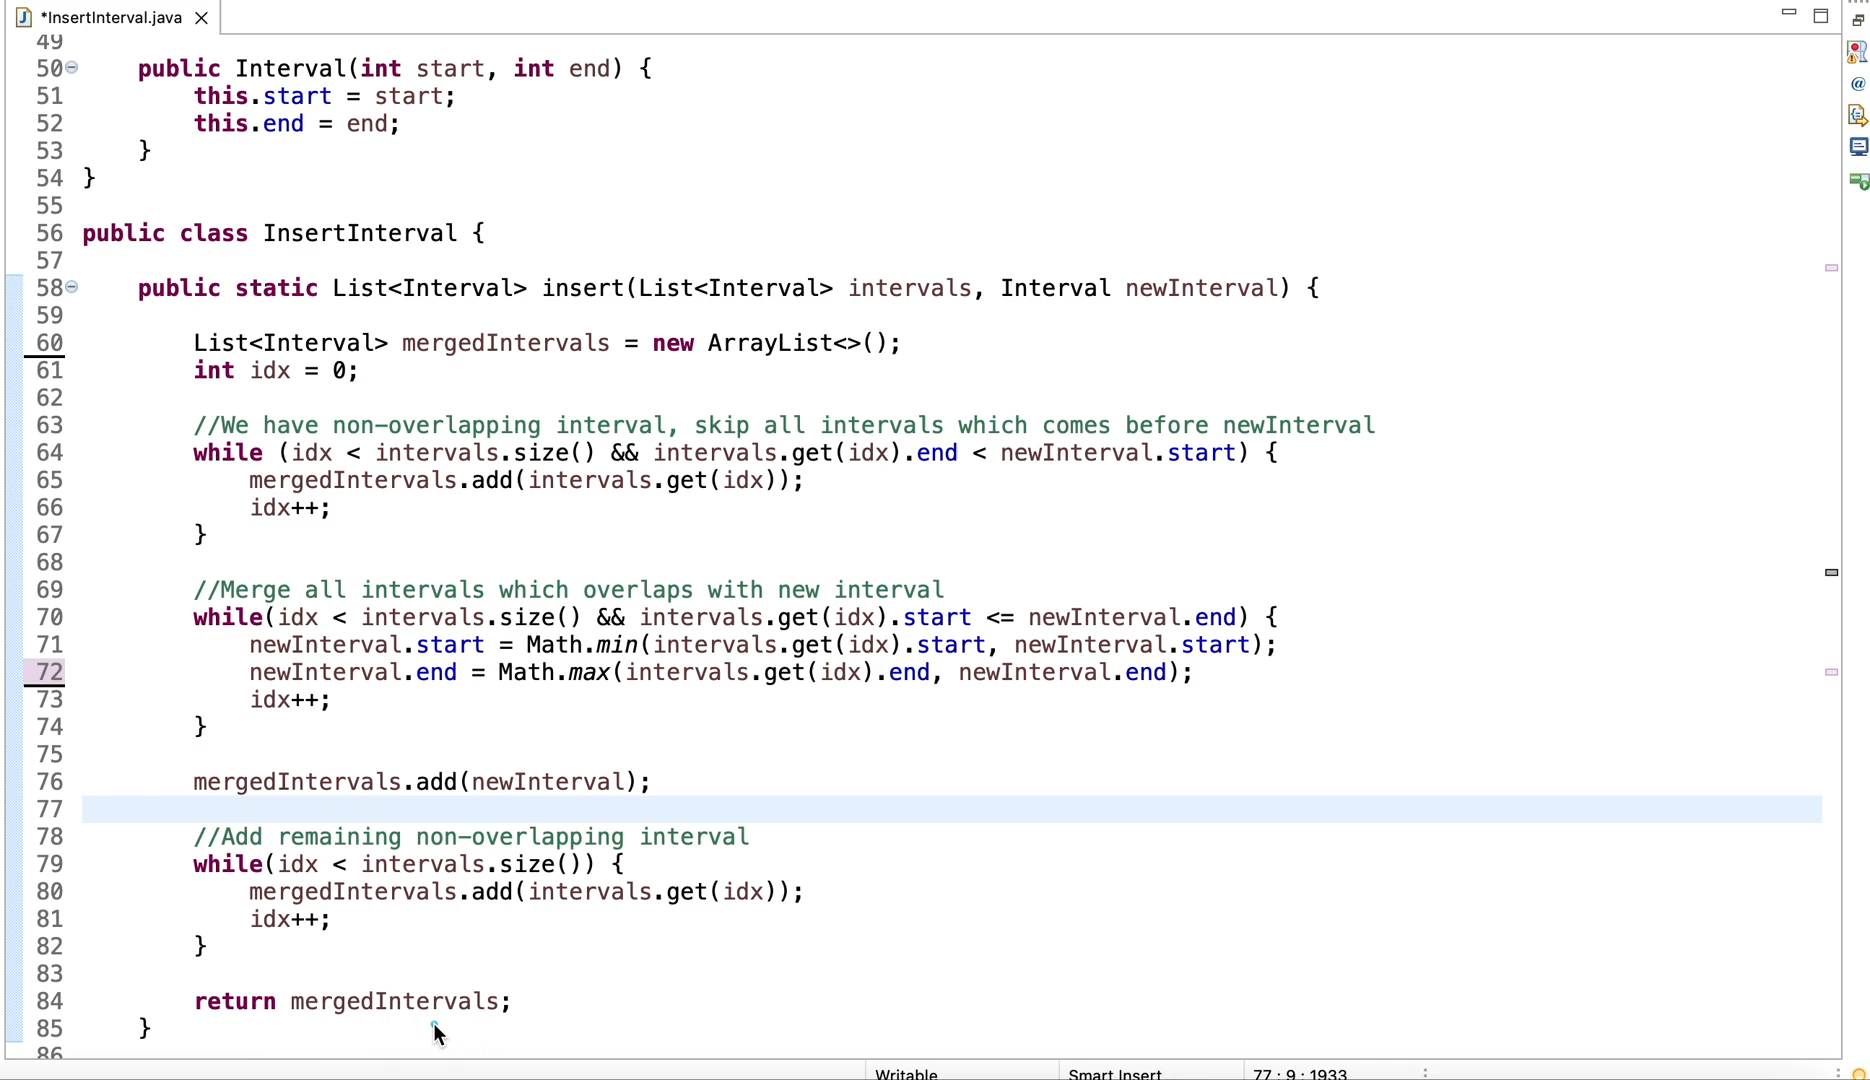 *InsertInterval.java
49
50 public Interval(int start, int end) {
51 this.start = start;
52 this.end = end;
53 }
54 }
55
56 public class InsertInterval {
57
58 public static List<Interval> insert(List<Interval> intervals, Interval newInterval) {
59
60 List<Interval> mergedIntervals = new ArrayList<>();
61 int idx = 0;
62
63 //We have non-overlapping interval, skip all intervals which comes before newInterval
64 while (idx < intervals.size() && intervals.get(idx).end < newInterval.start) {
65 mergedIntervals.add(intervals.get(idx));
66 idx++;
67 }
68
69 //Merge all intervals which overlaps with new interval
70 while(idx < intervals.size() && intervals.get(idx).start <= newInterval.end) {
71 newInterval.start = Math.min(intervals.get(idx).start, newInterval.start);
72 newInterval.end = Math.max(intervals.get(idx).end, newInterval.end);
73 idx++;
74 }
75
76 mergedIntervals.add(newInterval);
77
78 //Add remaining non-overlapping interval
79 while(idx < intervals.size()) {
80 mergedIntervals.add(intervals.get(idx));
81 idx++;
82 }
83
84 return mergedIntervals;
85 }
86
Writable Smart Insert 77 : 9 : 1933